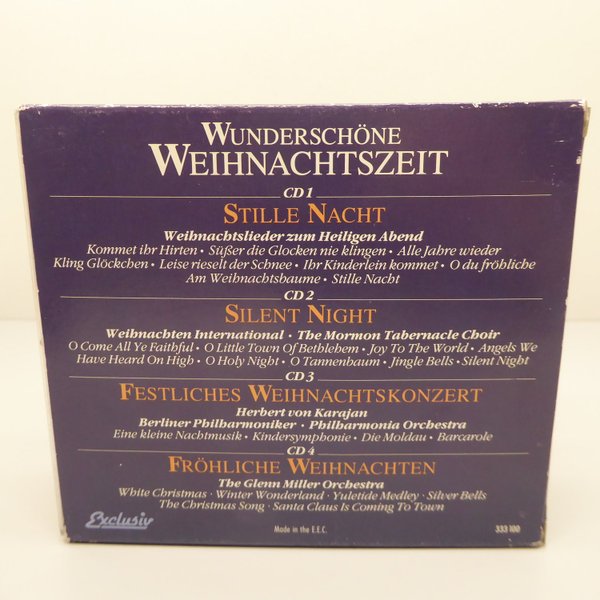 WUNDERSCHÖNE
WEIHNACHTSZEIT
CD 1
STILLE NACHT
Weihnachtslieder zum Heiligen Abend
Kommet ihr Hirten • Süßer die Glocken nie klingen • Alle Jahre wieder
Kling Glöckchen • Leise rieselt der Schnee • Ihr Kinderlein kommet • O du fröhliche
Am Weihnachtsbaume • Stille Nacht
CD 2
SILENT NIGHT
Weihnachten International • The Mormon Tabernacle Choir
O Come All Ye Faithful • O Little Town Of Bethlehem • Joy To The World • Angels We
Have Heard On High • O Holy Night • O Tannenbaum • Jingle Bells • Silent Night
CD 3
FESTLICHES WEIHNACHTSKONZERT
Herbert von Karajan
Berliner Philharmoniker • Philharmonia Orchestra
Eine kleine Nachtmusik • Kindersymphonie • Die Moldau • Barcarole
CD 4
FRÖHLICHE WEIHNACHTEN
The Glenn Miller Orchestra
White Christmas · Winter Wonderland · Yuletide Medley · Silver Bells
The Christmas Song · Santa Claus Is Coming To Town
Exclusiv
Made in the E.E.C.
333 100